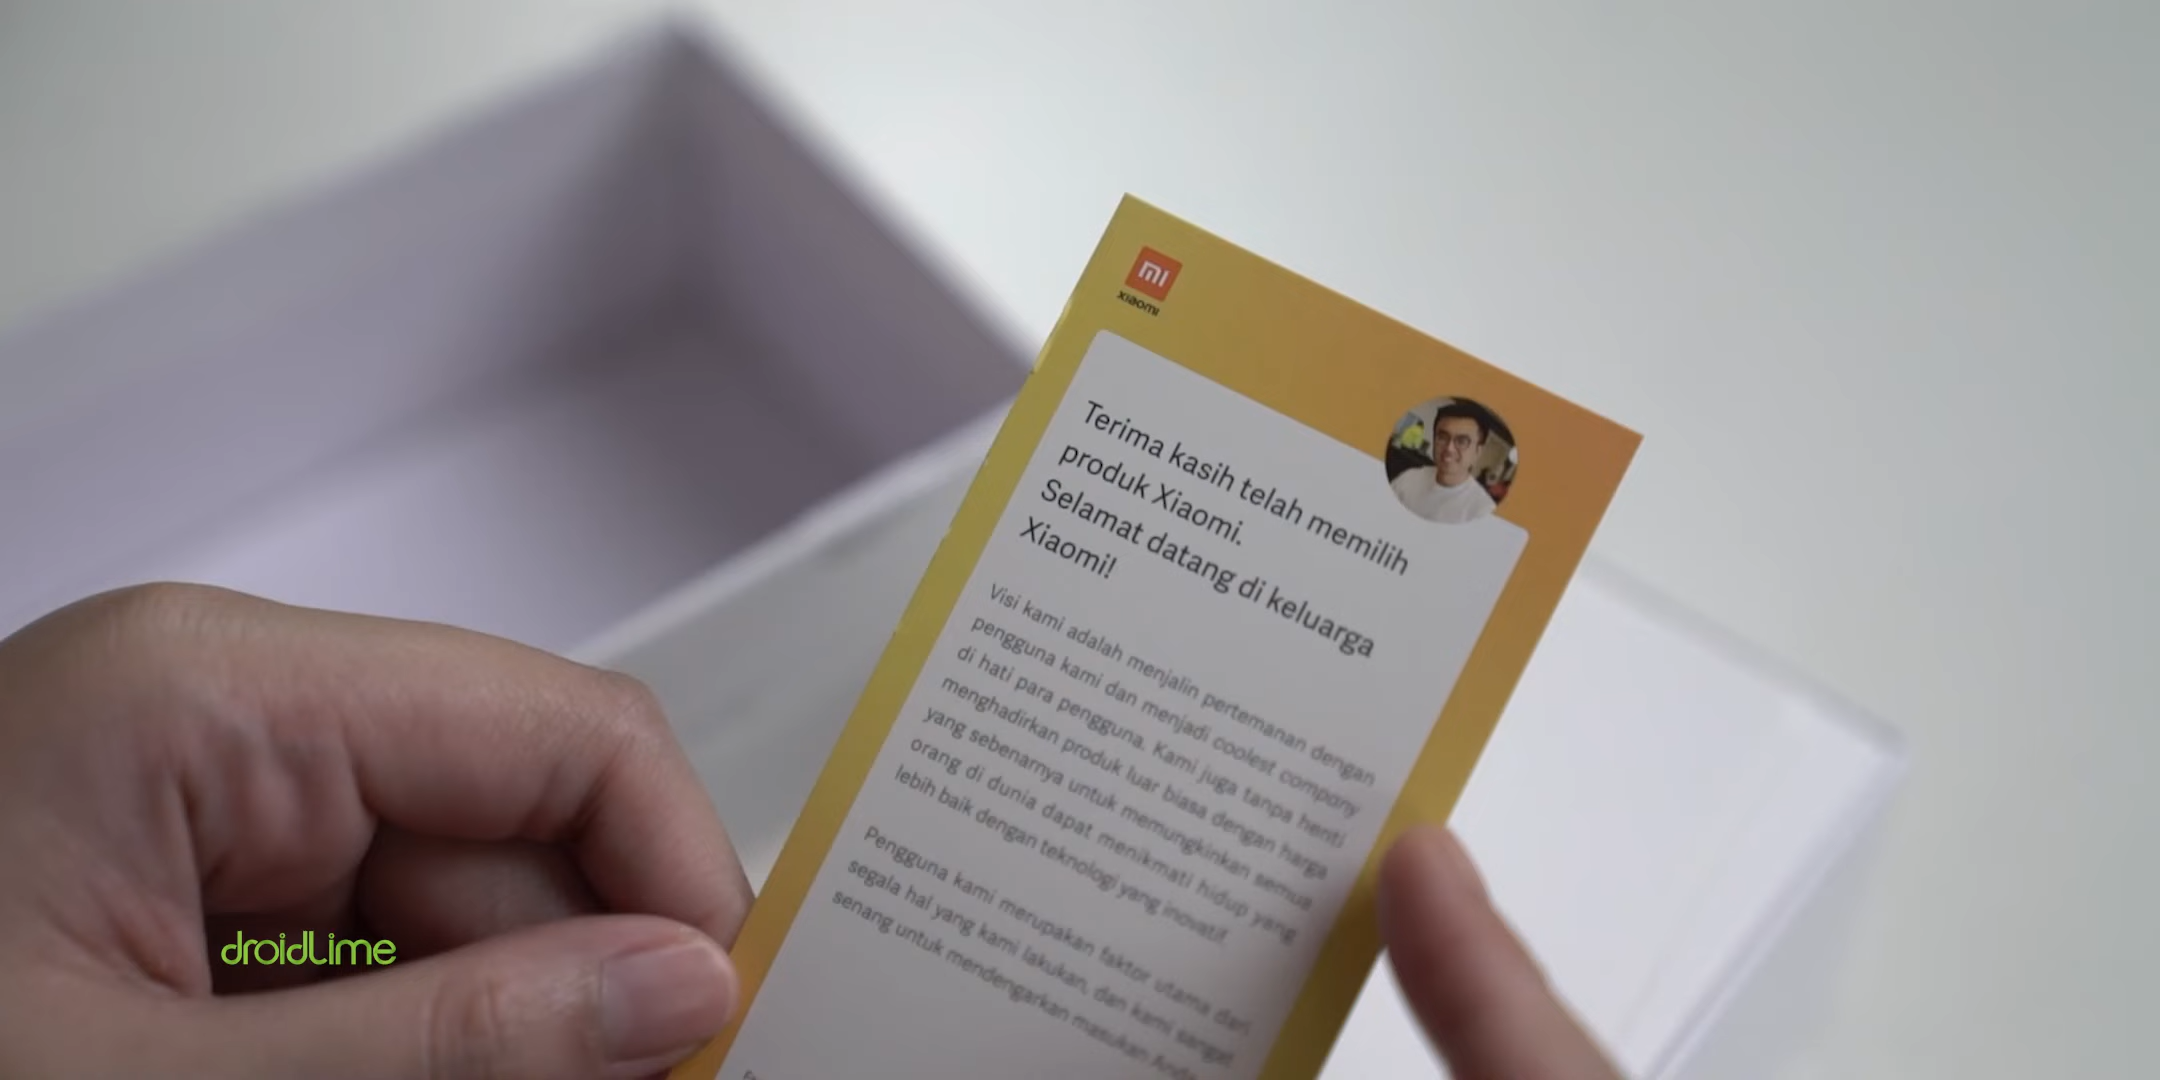 mi
xiaomi
Terima kasih telah memilih
produk Xiaomi.
Selamat datang di keluarga
Xiaomi!
Visi kami adalah menjalin pertemanan dengan
pengguna kami dan menjadi coolest company
di hati para pengguna. Kami juga tanpa henti
menghadirkan produk luar biasa dengan harga
yang sebenarnya untuk memungkinkan semua
orang di dunia dapat menikmati hidup yang
lebih baik dengan teknologi yang inovatif.
Pengguna kami merupakan faktor utama dari
segala hal yang kami lakukan, dan kami sangat
senang untuk mendengarkan masukan Anda
droidlime